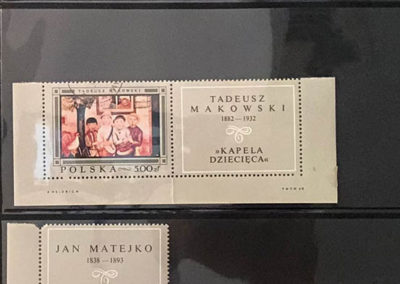 TADEUSZ MAKOWSKI
POLSKA 5.00 zł
TADEUSZ
MAKOWSKI
1882—1932
»KAPELA
DZIECIĘCA«
JAN MATEJKO
1838—1893